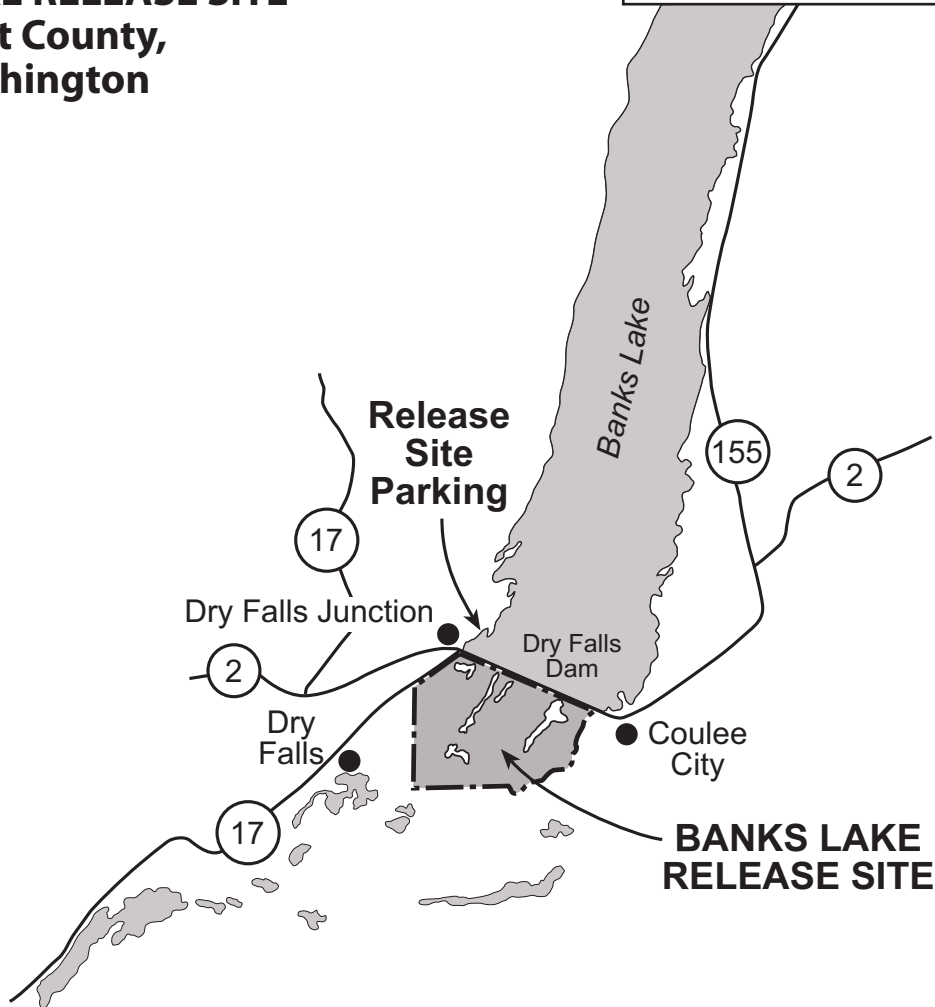 t County,
hington
Banks Lake
Release
Site
Parking
155
2
17
Dry Falls Junction
Dry Falls
Dam
2
Dry
Falls
Coulee
City
17
BANKS LAKE
RELEASE SITE